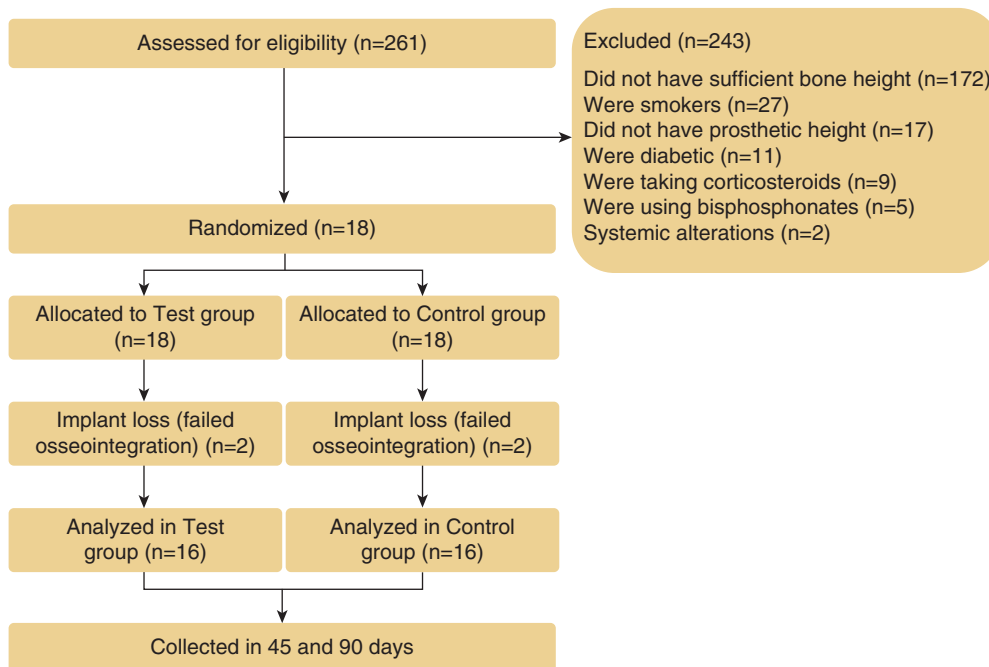 Assessed for eligibility (n=261)
Excluded (n=243)
Did not have sufficient bone height (n=172)
Were smokers (n=27)
Did not have prosthetic height (n=17)
Were diabetic (n=11)
Were taking corticosteroids (n=9)
Were using bisphosphonates (n=5)
Systemic alterations (n=2)
Randomized (n=18)
Allocated to Test group
(n=18)
Allocated to Control group
(n=18)
Implant loss (failed
osseointegration) (n=2)
Implant loss (failed
osseointegration) (n=2)
Analyzed in Test
group (n=16)
Analyzed in Control
group (n=16)
Collected in 45 and 90 days